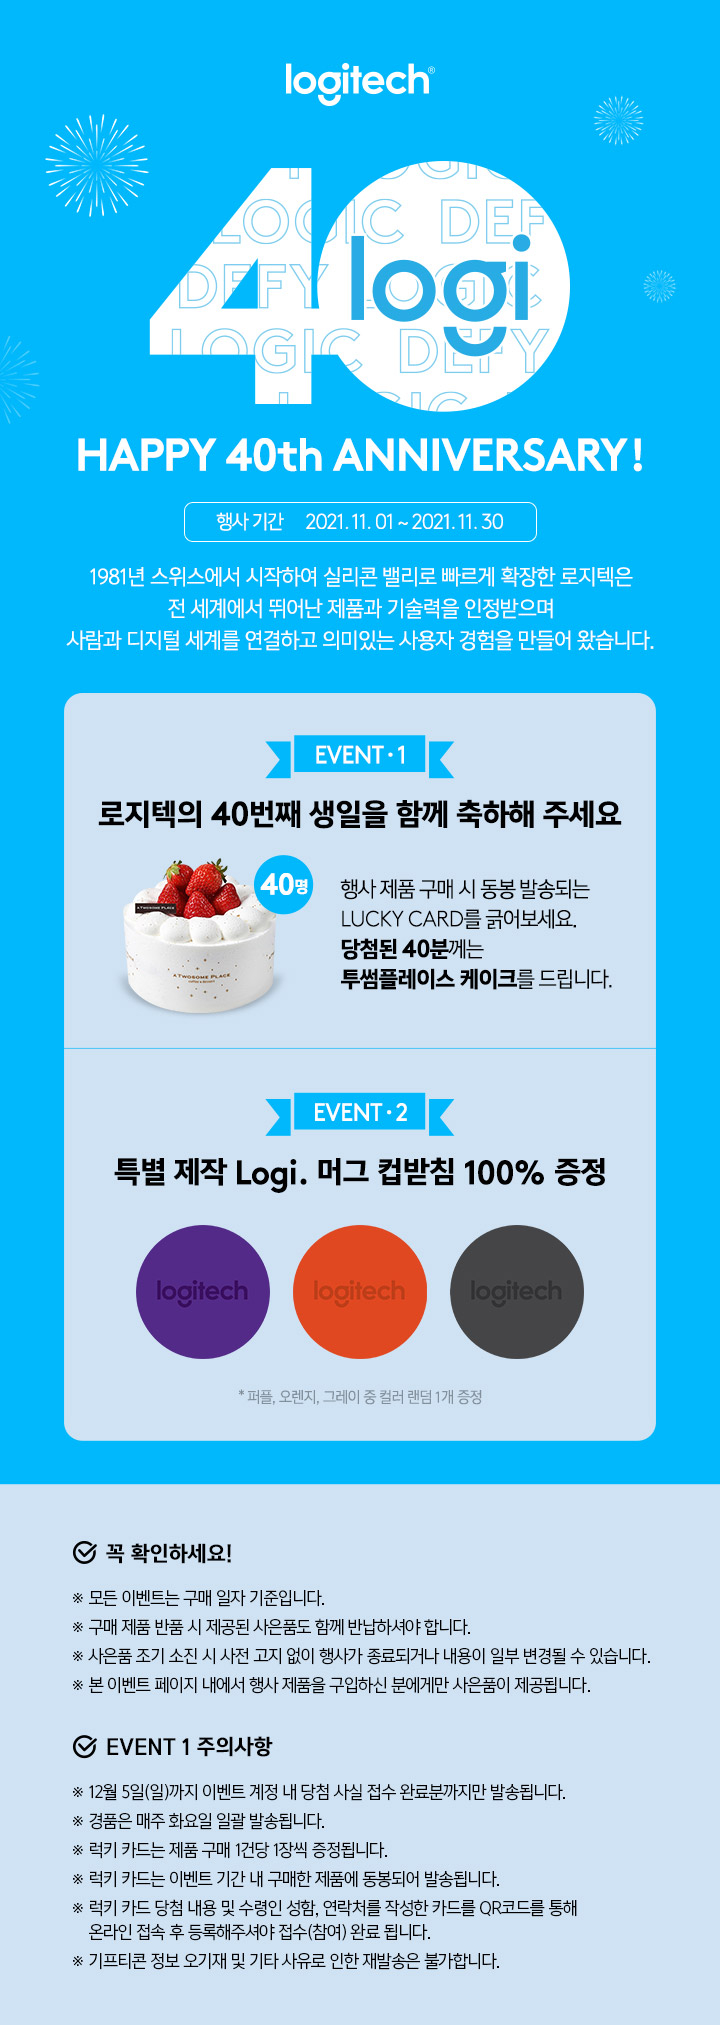 logitech®
LOGIC DEF
DEFY LOGIC
LOGIC DEFY
40
logi
HAPPY 40th ANNIVERSARY!
행사 기간 2021. 11. 01 ~ 2021. 11. 30
1981년 스위스에서 시작하여 실리콘 밸리로 빠르게 확장한 로지텍은
전 세계에서 뛰어난 제품과 기술력을 인정받으며
사람과 디지털 세계를 연결하고 의미있는 사용자 경험을 만들어 왔습니다.
EVENT·1
로지텍의 40번째 생일을 함께 축하해 주세요
40명
A TWOSOME PLACE
A TWOSOME PLACE
행사 제품 구매 시 동봉 발송되는
LUCKY CARD를 긁어보세요.
당첨된 40분께는
투썸플레이스 케이크를 드립니다.
EVENT·2
특별 제작 Logi. 머그 컵받침 100% 증정
logitech logitech logitech
* 퍼플, 오렌지, 그레이 중 컬러 랜덤 1개 증정
꼭 확인하세요!
※ 모든 이벤트는 구매 일자 기준입니다.
※ 구매 제품 반품 시 제공된 사은품도 함께 반납하셔야 합니다.
※ 사은품 조기 소진 시 사전 고지 없이 행사가 종료되거나 내용이 일부 변경될 수 있습니다.
※ 본 이벤트 페이지 내에서 행사 제품을 구입하신 분에게만 사은품이 제공됩니다.
EVENT 1 주의사항
※ 12월 5일(일)까지 이벤트 계정 내 당첨 사실 접수 완료분까지만 발송됩니다.
※ 경품은 매주 화요일 일괄 발송됩니다.
※ 럭키 카드는 제품 구매 1건당 1장씩 증정됩니다.
※ 럭키 카드는 이벤트 기간 내 구매한 제품에 동봉되어 발송됩니다.
※ 럭키 카드 당첨 내용 및 수령인 성함, 연락처를 작성한 카드를 QR코드를 통해
온라인 접속 후 등록해주셔야 접수(참여) 완료 됩니다.
※ 기프티콘 정보 오기재 및 기타 사유로 인한 재발송은 불가합니다.